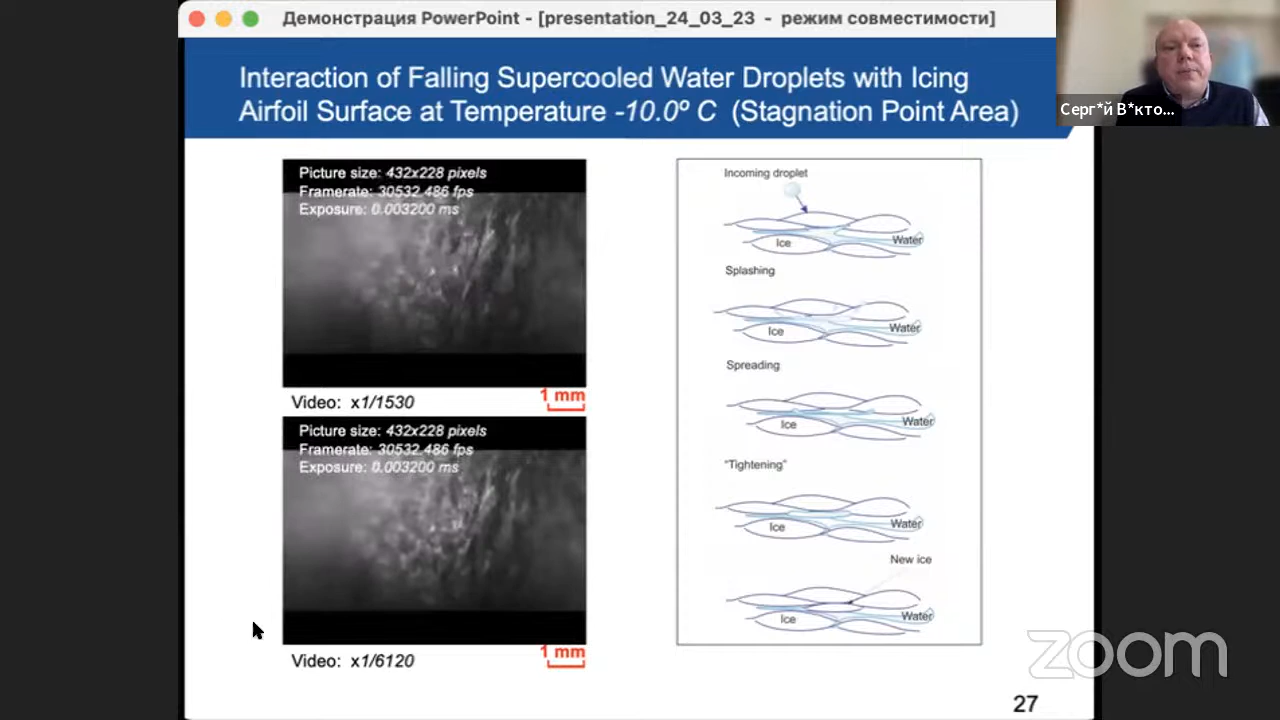 Демонстрация PowerPoint - [presentation_24_03_23 - режим совместимости]
Interaction of Falling Supercooled Water Droplets with Icing
Airfoil Surface at Temperature -10.0º C (Stagnation Point Area)
Серг*й В*кто...
Picture size: 432x228 pixels
Framerate: 30532.486 fps
Exposure: 0.003200 ms
Video: x1/1530
1 mm
Picture size: 432x228 pixels
Framerate: 30532.486 fps
Exposure: 0.003200 ms
Video: x1/6120
1 mm
Incoming droplet
Ice
Water
Splashing
Ice
Water
Spreading
Ice
Water
"Tightening"
Ice
Water
New ice
Ice
Water
zoom
27